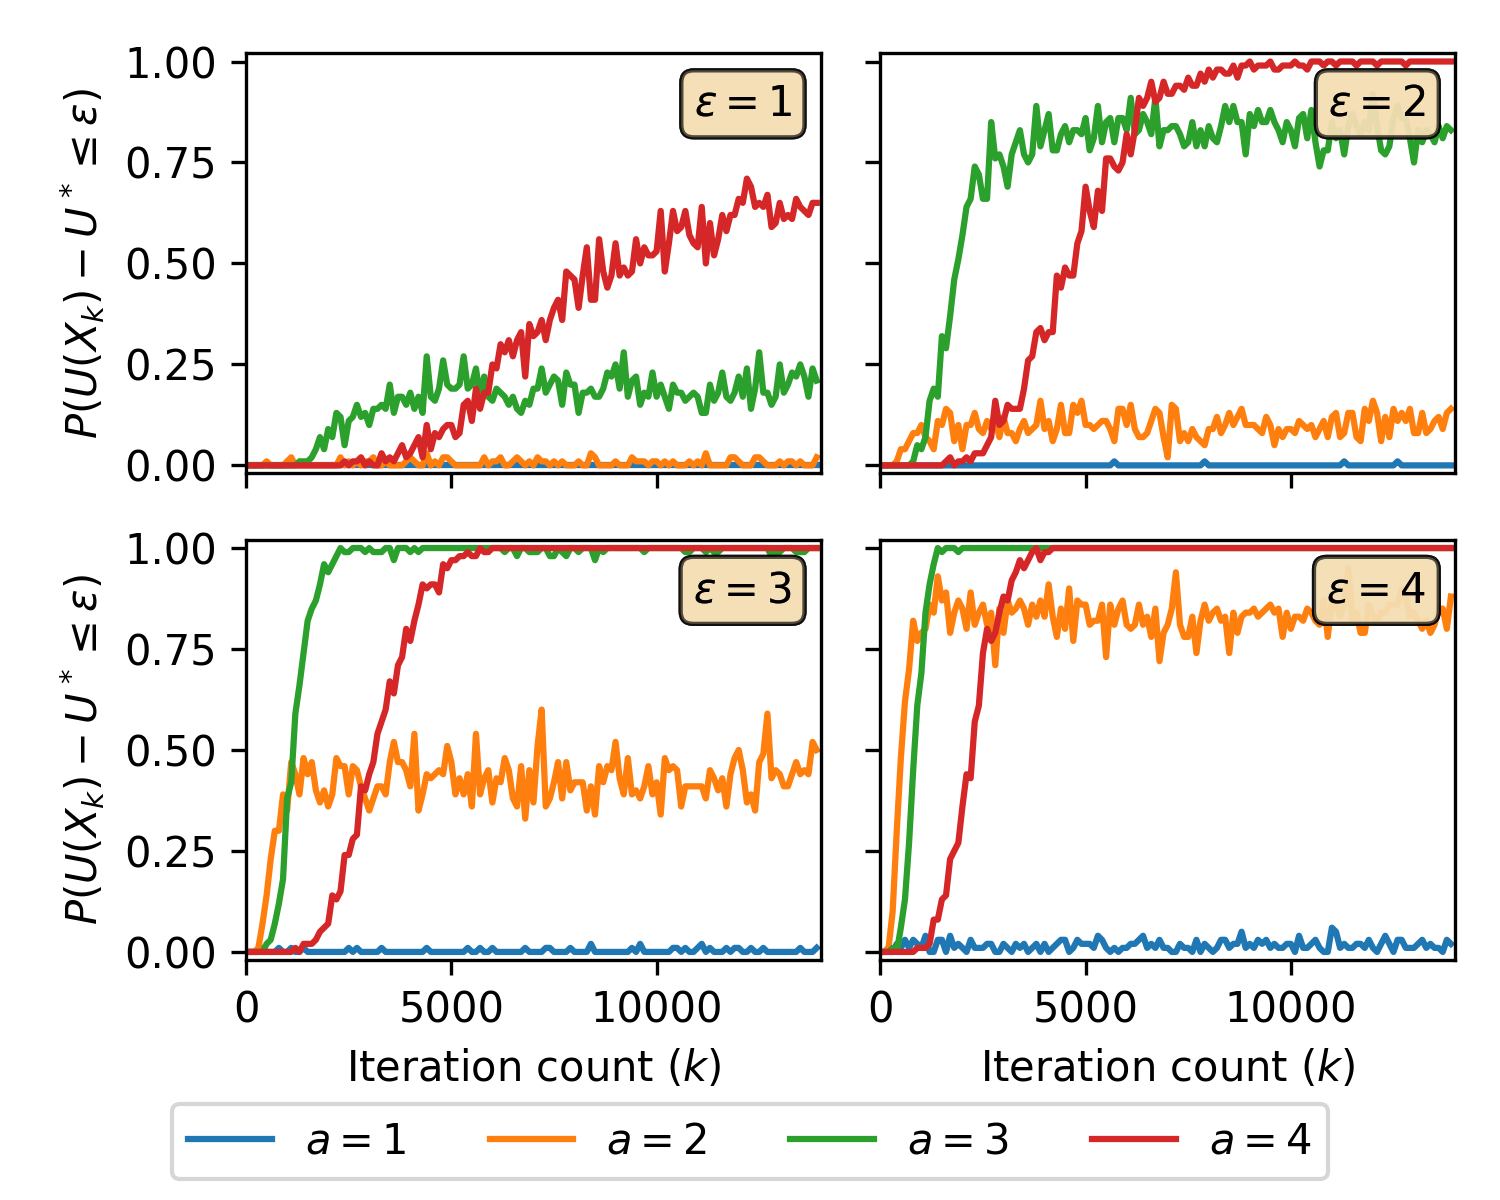 P(U(X_k) − U* ≤ ε)
1.00
0.75
0.50
0.25
0.00
ε = 1
ε = 2
P(U(X_k) − U* ≤ ε)
1.00
0.75
0.50
0.25
0.00
ε = 3
ε = 4
0 5000 10000
0 5000 10000
Iteration count (k)
Iteration count (k)
a = 1 a = 2 a = 3 a = 4